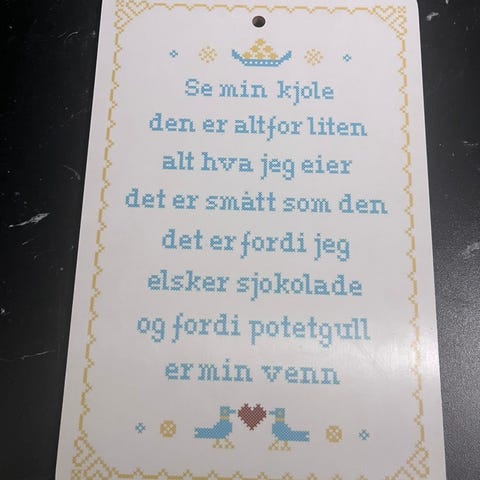 Se min kjole
den er altfor liten
alt hva jeg eier
det er smått som den
det er fordi jeg
elsker sjokolade
og fordi potetgull
er min venn